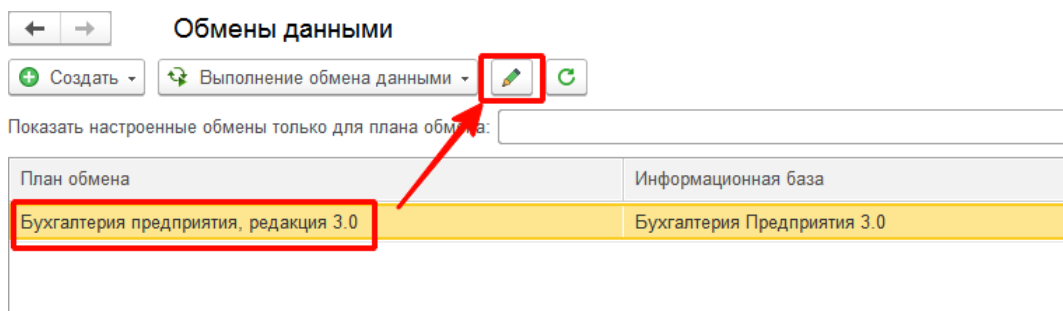 Обмены данными
Создать Выполнение обмена данными
Показать настроенные обмены только для плана обмена:
План обмена Информационная база
Бухгалтерия предприятия, редакция 3.0 Бухгалтерия Предприятия 3.0